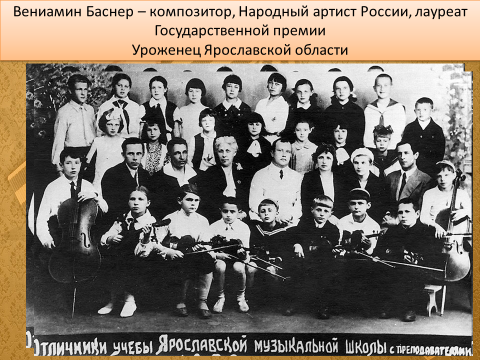 Вениамин Баснер – композитор, Народный артист России, лауреат
Государственной премии
Уроженец Ярославской области
Отличники учебы Ярославской музыкальной школы с преподавателями